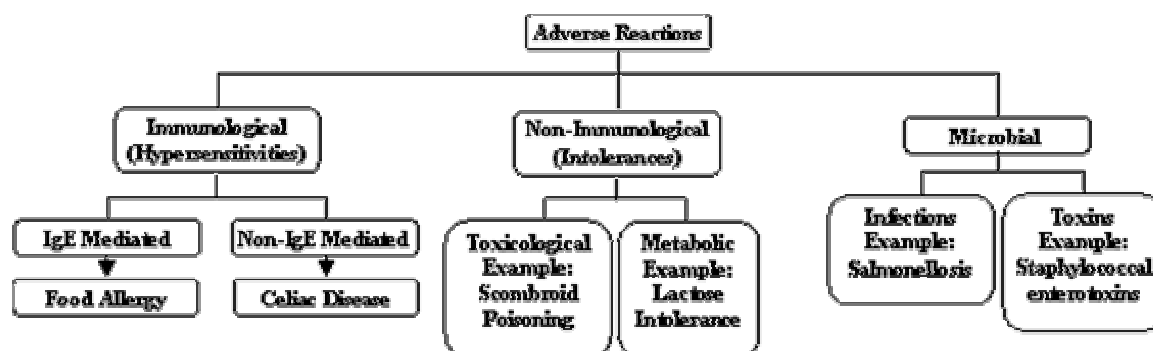 Adverse Reactions
Immunological
(Hypersensitivities)
Non-Immunological
(Intolerances)
Microbial
IgE Mediated
Non-IgE Mediated
Food Allergy
Celiac Disease
Toxicological
Example:
Scombroid
Poisoning
Metabolic
Example:
Lactose
Intolerance
Infections
Example:
Salmonellosis
Toxins
Example:
Staphylococcal
enterotoxins